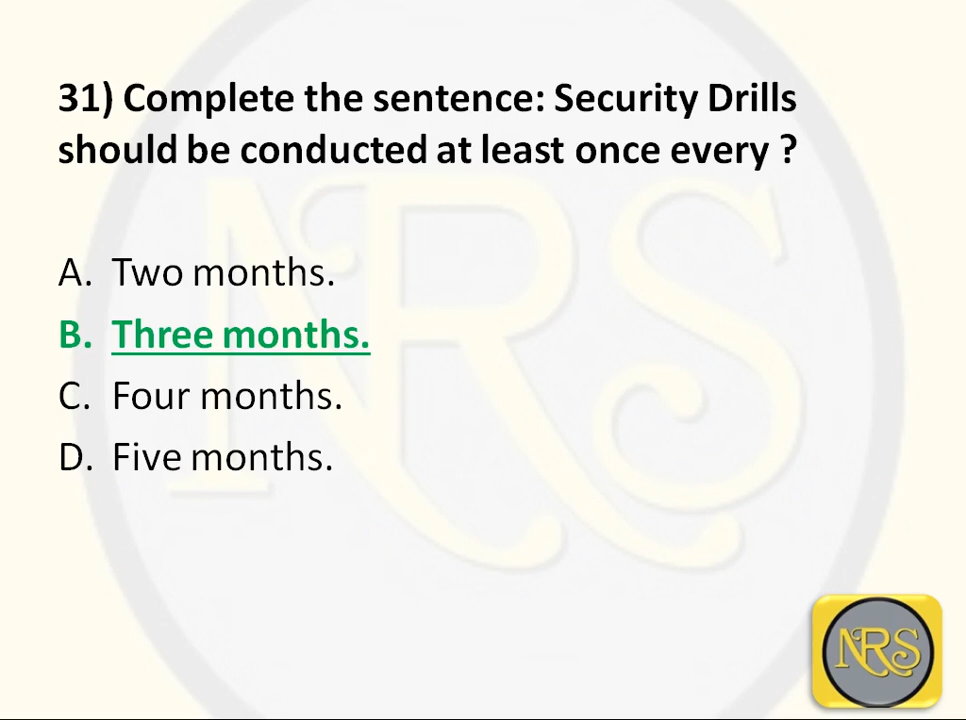 31) Complete the sentence: Security Drills
should be conducted at least once every ?
A. Two months.
B. Three months.
C. Four months.
D. Five months.
NRS
NRS